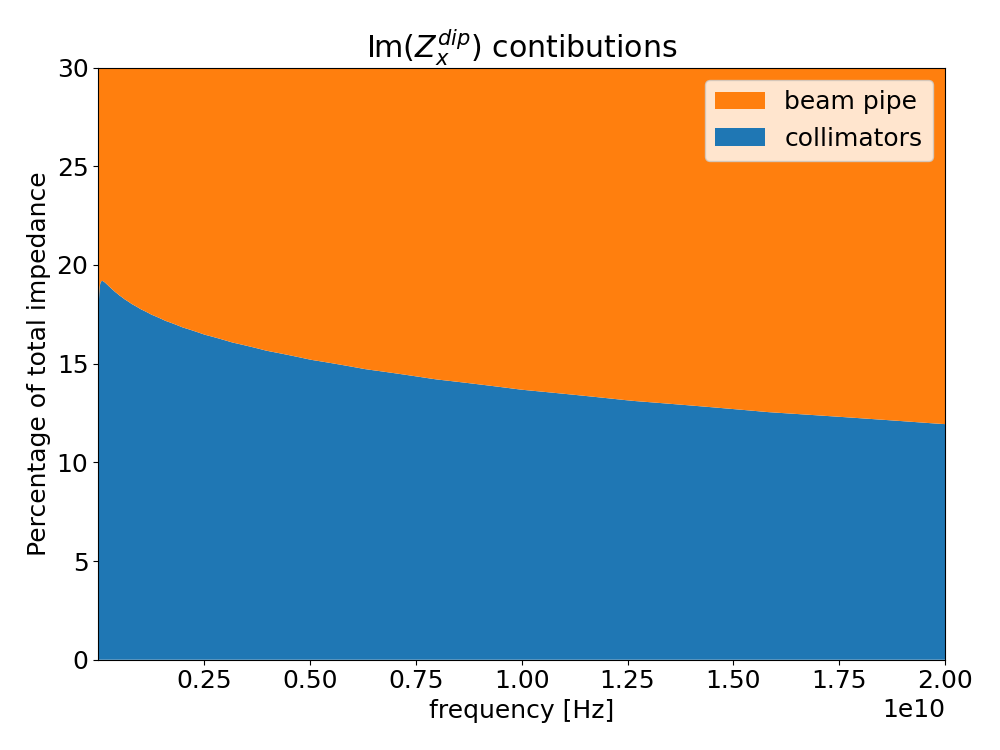 Im(Z_x^{dip}) contibutions
Percentage of total impedance
30
25
20
15
10
5
0
beam pipe
collimators
0.25 0.50 0.75 1.00 1.25 1.50 1.75 2.00
frequency [Hz]
1e10